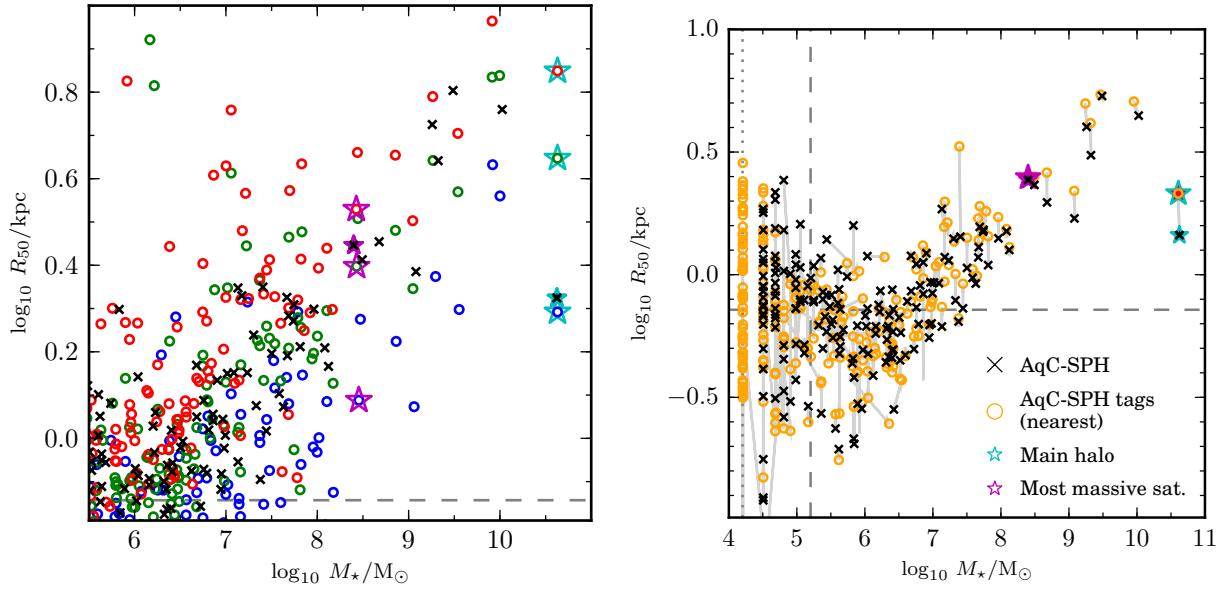 log₁₀ R₅₀/kpc
0.8
0.6
0.4
0.2
0.0
6 7 8 9 10
log₁₀ M⋆/M⊙
log₁₀ R₅₀/kpc
1.0
0.5
0.0
−0.5
4 5 6 7 8 9 10 11
log₁₀ M⋆/M⊙
AqC-SPH
AqC-SPH tags
(nearest)
Main halo
Most massive sat.